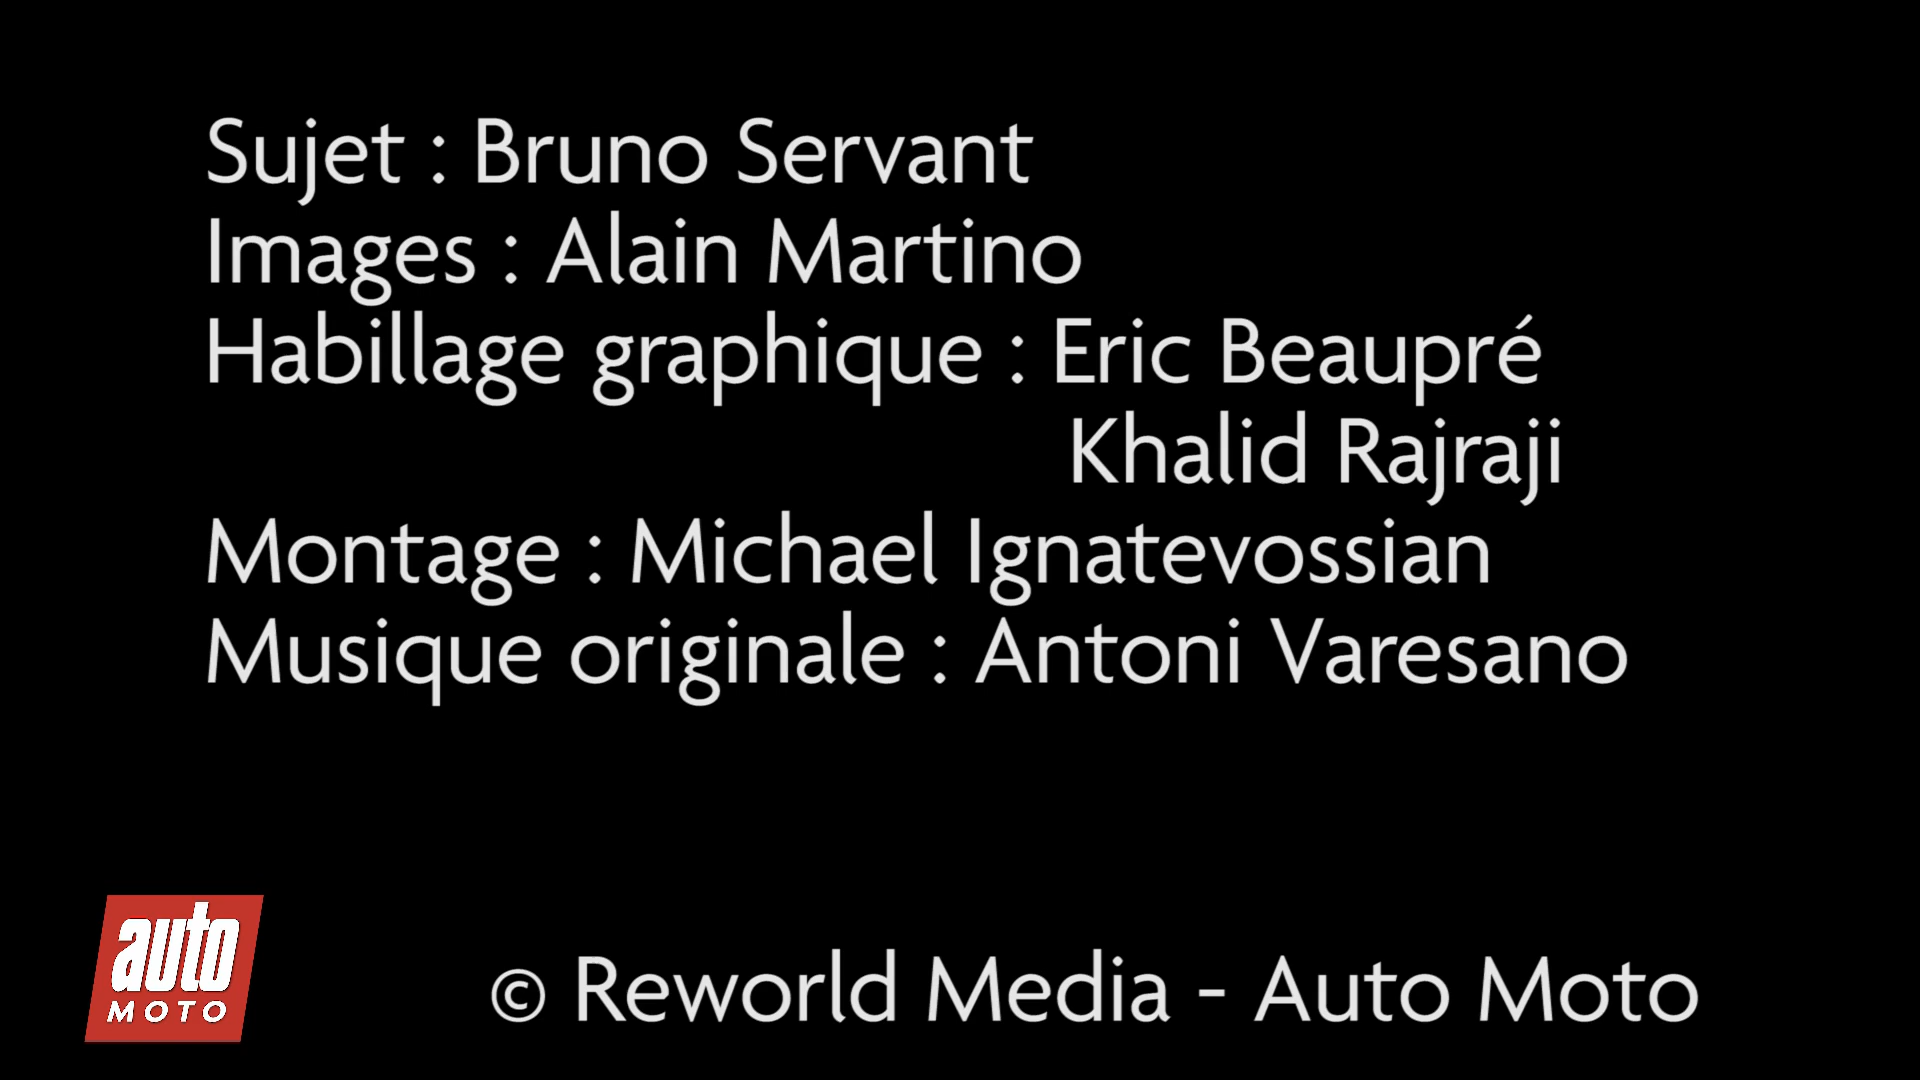 Sujet : Bruno Servant
Images : Alain Martino
Habillage graphique : Eric Beaupré
Khalid Rajraji
Montage : Michael Ignatevossian
Musique originale : Antoni Varesano
auto
MOTO
© Reworld Media - Auto Moto